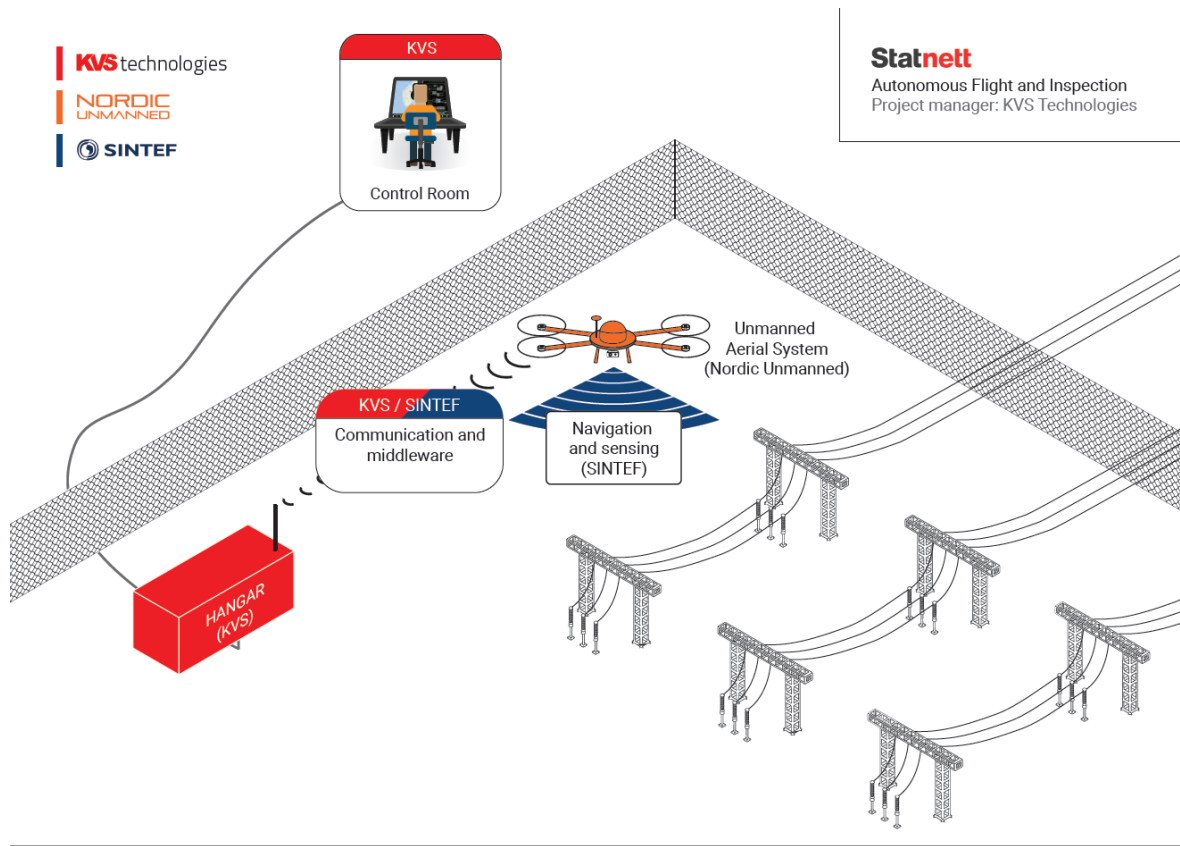 KVS technologies
NORDIC
UNMANNED
SINTEF
KVS
Control Room
Statnett
Autonomous Flight and Inspection
Project manager: KVS Technologies
Unmanned
Aerial System
(Nordic Unmanned)
KVS / SINTEF
Communication and
middleware
Navigation
and sensing
(SINTEF)
HANGAR
(KVS)